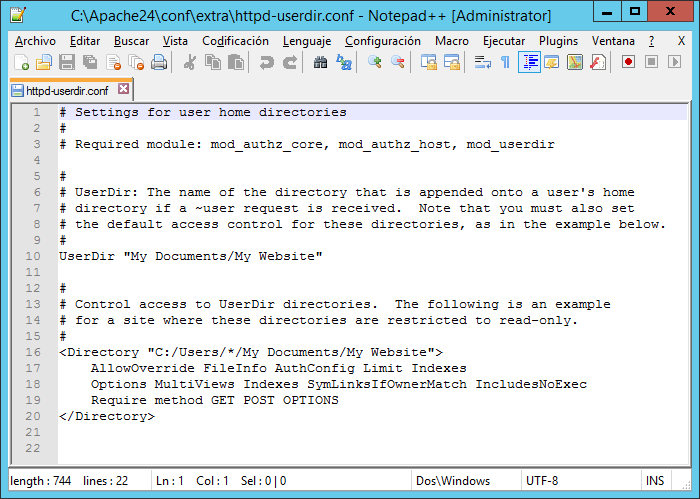 C:\Apache24\conf\extra\httpd-userdir.conf - Notepad++ [Administrator]
Archivo Editar Buscar Vista Codificación Lenguaje Configuración Macro Ejecutar Plugins Ventana ? X
httpd-userdir.conf
1 # Settings for user home directories
2 #
3 # Required module: mod_authz_core, mod_authz_host, mod_userdir
4
5 #
6 # UserDir: The name of the directory that is appended onto a user's home
7 # directory if a ~user request is received.  Note that you must also set
8 # the default access control for these directories, as in the example below.
9 #
10 UserDir "My Documents/My Website"
11
12 #
13 # Control access to UserDir directories.  The following is an example
14 # for a site where these directories are restricted to read-only.
15 #
16 <Directory "C:/Users/*/My Documents/My Website">
17     AllowOverride FileInfo AuthConfig Limit Indexes
18     Options MultiViews Indexes SymLinksIfOwnerMatch IncludesNoExec
19     Require method GET POST OPTIONS
20 </Directory>
21
22
length : 744 lines : 22 Ln : 1 Col : 1 Sel : 0 | 0 Dos\Windows UTF-8 INS